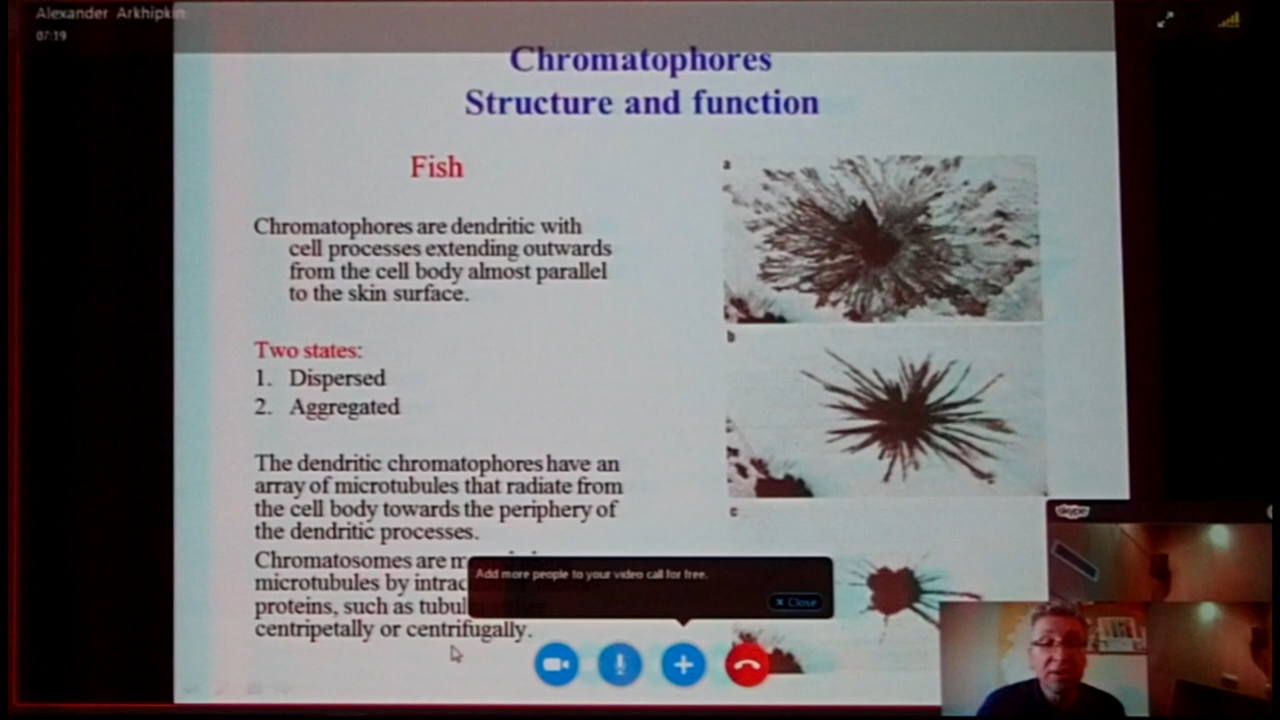 Alexander Arkhipkin
07:19
Chromatophores
Structure and function
Fish
Chromatophores are dendritic with
cell processes extending outwards
from the cell body almost parallel
to the skin surface.
Two states:
1. Dispersed
2. Aggregated
The dendritic chromatophores have an
array of microtubules that radiate from
the cell body towards the periphery of
the dendritic processes.
Chromatosomes are
microtubules by
proteins, such as
centripetally or centrifugally.
a
b
c
Add more people to your video call for free.
× Close
skype